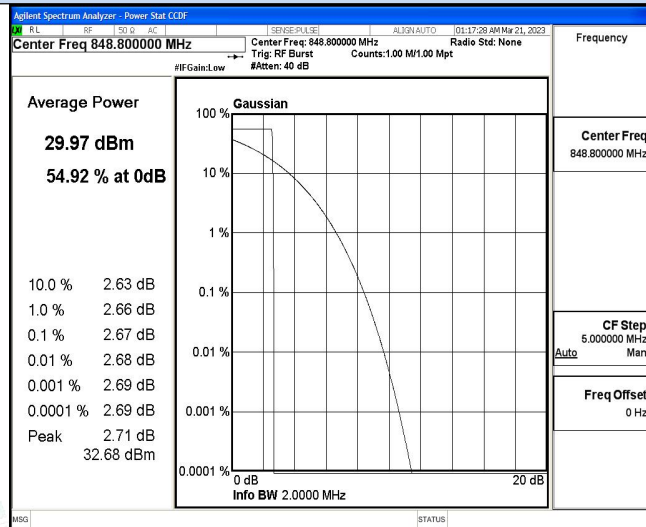 Agilent Spectrum Analyzer - Power Stat CCDF
RL RF 50 Ω AC SENSE:PULSE ALIGN AUTO 01:17:28 AM Mar 21, 2023
Center Freq 848.800000 MHz
Center Freq: 848.800000 MHz Radio Std: None
Trig: RF Burst Counts:1.00 M/1.00 Mpt
#IFGain:Low #Atten: 40 dB
Frequency
Average Power
29.97 dBm
54.92 % at 0dB
10.0 % 2.63 dB
1.0 % 2.66 dB
0.1 % 2.67 dB
0.01 % 2.68 dB
0.001 % 2.69 dB
0.0001 % 2.69 dB
Peak 2.71 dB
32.68 dBm
Gaussian
100 %
10 %
1 %
0.1 %
0.01 %
0.001 %
0.0001 %
0 dB 20 dB
Info BW 2.0000 MHz
Center Freq
848.800000 MHz
CF Step
5.000000 MHz
Auto Man
Freq Offset
0 Hz
MSG STATUS